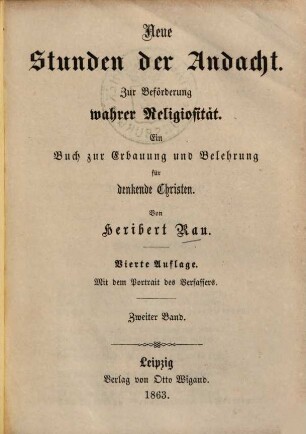 Neue
Stunden der Andacht.
Zur Beförderung
wahrer Religiosität.
Ein
Buch zur Erbauung und Belehrung
für
denkende Christen.
Von
Heribert Rau.
Vierte Auflage.
Mit dem Portrait des Verfassers.
Zweiter Band.
Leipzig
Verlag von Otto Wigand.
1863.